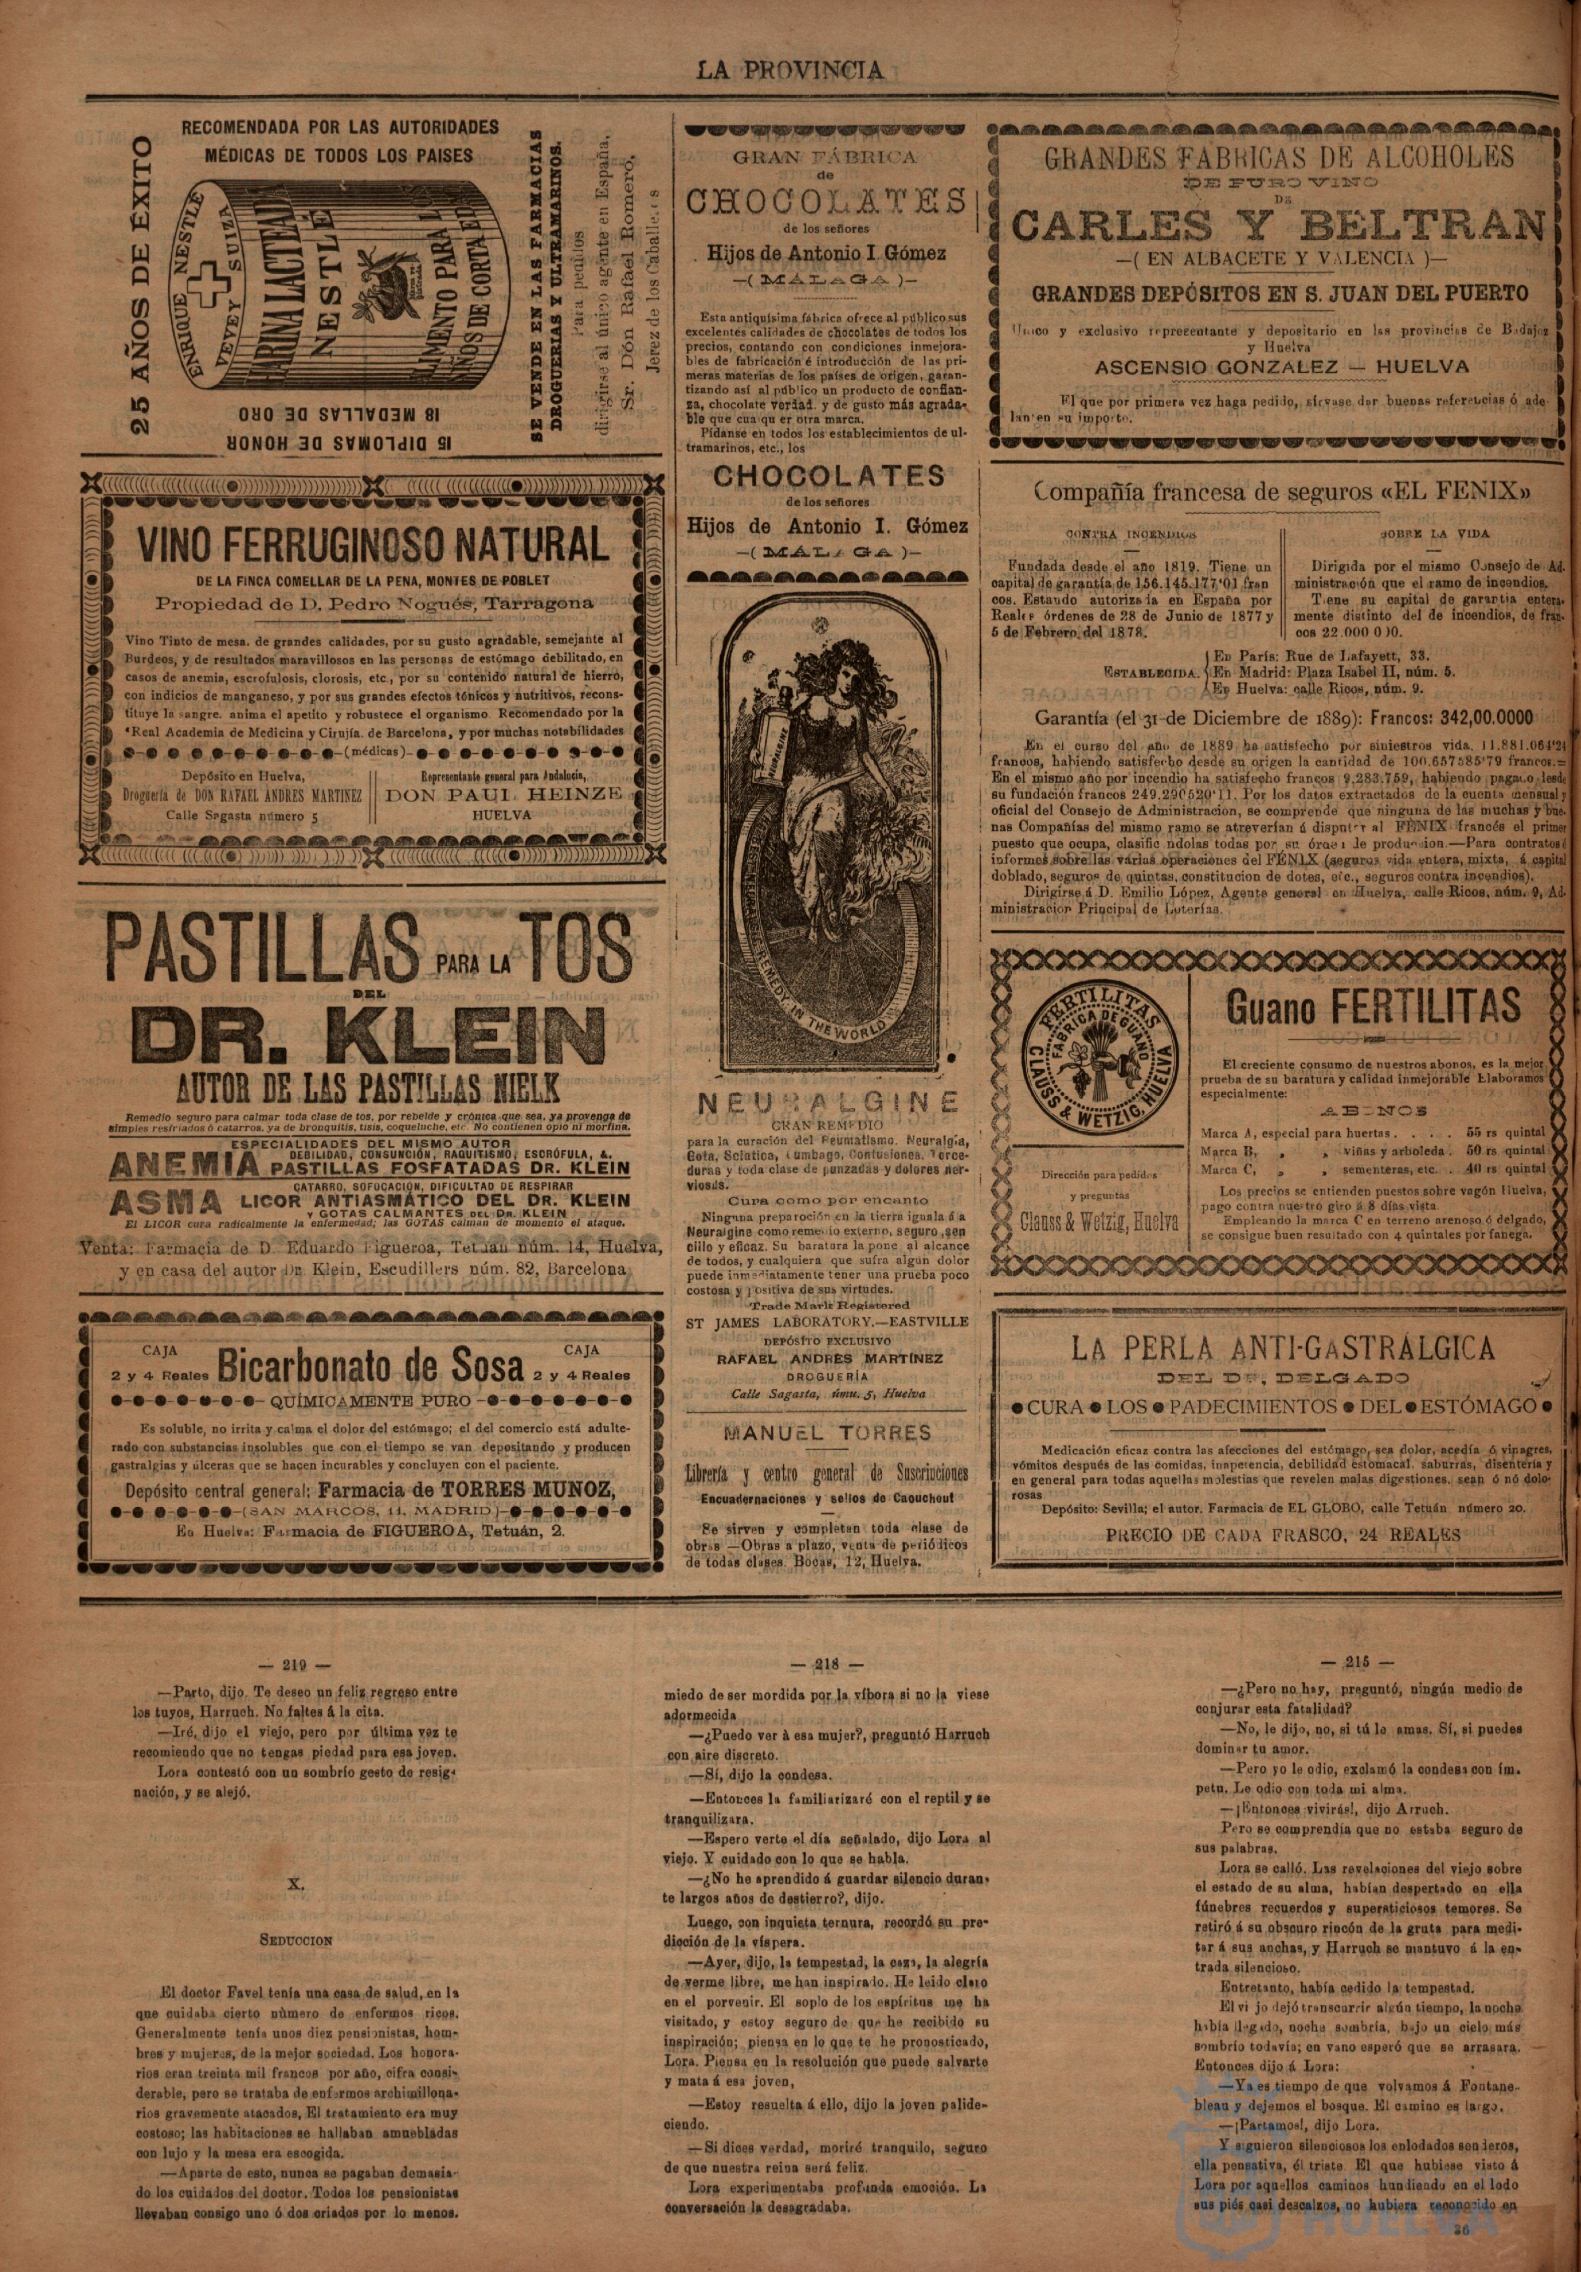 LA PROVINCIA
RECOMENDADA POR LAS AUTORIDADES
MÉDICAS DE TODOS LOS PAISES
25 AÑOS DE ÉXITO
ENRIQUE NESTLÉ
VEVEY SUIZA
HARINA LACTEADA
NESTLÉ
15 DIPLOMAS DE HONOR
18 MEDALLAS DE ORO
SE VENDE EN LAS FARMACIAS
DROGUERIAS Y ULTRAMARINOS.
Para pedidos
dirigirse al único agente en España,
Sr. Don Rafael Romero,
Jerez de los Caballeros
VINO FERRUGINOSO NATURAL
DE LA FINCA COMELLAR DE LA PENA, MONTES DE POBLET
Propiedad de D. Pedro Nogués, Tarragona
Vino Tinto de mesa. de grandes calidades, por su gusto agradable, semejante al
Burdeos, y de resultados maravillosos en las personas de estómago debilitado, en
casos de anemia, escrofulosis, clorosis, etc., por su contenido natural de hierro,
con indicios de manganeso, y por sus grandes efectos tónicos y nutritivos, recons-
tituye la sangre. anima el apetito y robustece el organismo. Recomendado por la
Real Academia de Medicina y Cirujía. de Barcelona, y por muchas notabilidades
(médicas)
Depósito en Huelva,
Droguería de DON RAFAEL ANDRES MARTINEZ
Calle Sagasta número 5
Representante general para Andalucía,
DON PAUL HEINZE
HUELVA
PASTILLAS PARA LA TOS
DEL
DR. KLEIN
AUTOR DE LAS PASTILLAS NIELK
Remedio seguro para calmar toda clase de tos, por rebelde y crónica que sea, ya provenga de
simples resfriados ó catarros, ya de bronquitis, tisis, coqueluche, etc. No contienen opio ni morfina.
ESPECIALIDADES DEL MISMO AUTOR
ANEMIA DEBILIDAD, CONSUNCIÓN, RAQUITISMO, ESCRÓFULA, &.
PASTILLAS FOSFATADAS DR. KLEIN
ASMA CATARRO, SOFOCACIÓN, DIFICULTAD DE RESPIRAR
LICOR ANTIASMÁTICO DEL DR. KLEIN
Y GOTAS CALMANTES DEL DR. KLEIN
El LICOR cura radicalmente la enfermedad; las GOTAS calman de momento el ataque.
Venta: Farmacia de D. Eduardo Figueroa, Tetuan núm. 14, Huelva,
y en casa del autor Dr. Klein, Escudillers núm. 82, Barcelona
CAJA
2 y 4 Reales
Bicarbonato de Sosa
CAJA
2 y 4 Reales
QUÍMICAMENTE PURO
Es soluble, no irrita y calma el dolor del estómago; el del comercio está adulte-
rado con substancias insolubles que con el tiempo se van depositando y producen
gastralgias y úlceras que se hacen incurables y concluyen con el paciente.
Depósito central general; Farmacia de TORRES MUNOZ,
(SAN MARCOS, 11, MADRID)
En Huelva: Farmacia de FIGUEROA, Tetuán, 2.
GRAN FÁBRICA
de
CHOCOLATES
de los señores
Hijos de Antonio I. Gómez
—(MÁLAGA)—
Esta antiquísima fábrica ofrece al público sus
excelentes calidades de chocolates de todos los
precios, contando con condiciones inmejora-
bles de fabricación é introducción de las pri-
meras materias de los países de origen, garan-
tizando así al público un producto de confian-
za, chocolate verdad. y de gusto más agrada-
ble que cua qu er otra marca.
Pídanse en todos los establecimientos de ul-
tramarinos, etc., los
CHOCOLATES
de los señores
Hijos de Antonio I. Gómez
—(MÁLAGA)—
NEURALGINE
REMEDY IN THE WORLD
NEURALGINE
GRAN REMEDIO
para la curación del Reumatismo. Neuralgia,
Gota, Sciatica, Lumbago, Contusiones, Torce-
duras y toda clase de punzadas y dolores ner-
viosos.
Cura como por encanto
Ninguna preparoción en la tierra iguala á a
Neuralgine como remedio externo, seguro ,sen
cillo y eficaz. Su baratura la pone al alcance
de todos, y cualquiera que sufra algun dolor
puede inmediatamente tener una prueba poco
costosa y positiva de sus virtudes.
Trade Mark Registered
ST JAMES LABORATORY.—EASTVILLE
DEPÓSITO EXCLUSIVO
RAFAEL ANDRES MARTÍNEZ
DROGUERÍA
Calle Sagasta, úmu. 5, Huelva
MANUEL TORRES
Librería y centro general de Suscripciones
Encuadernaciones y sellos de Caouchout
Se sirven y completan toda clase de
obras —Obras a plazo, venta de periódicos
de todas clases. Bocas, 12, Huelva.
GRANDES FABRICAS DE ALCOHOLES
DE PURO VINO
DE
CARLES Y BELTRAN
—( EN ALBACETE Y VALENCIA )—
GRANDES DEPÓSITOS EN S. JUAN DEL PUERTO
Unico y exclusivo representante y depositario en las provincias de Badajoz
y Huelva
ASCENSIO GONZALEZ — HUELVA
El que por primera vez haga pedido, sírvase dar buenas referencias ó ade-
lanten su importe.
Compañía francesa de seguros «EL FENIX»
CONTRA INCENDIOS
Fundada desde el año 1819. Tiene un
capital de garantía de 156.145.177'01 fran
cos. Estando autorizada en España por
Reales órdenes de 28 de Junio de 1877 y
5 de Febrero del 1878.
SOBRE LA VIDA
Dirigida por el mismo Consejo de Ad.
ministración que el ramo de incendios.
Tiene su capital de garantía entera-
mente distinto del de incendios, de fran-
cos 22.000 000.
ESTABLECIDA.
En París: Rue de Lafayett, 33.
En Madrid: Plaza Isabel II, núm. 5.
En Huelva: calle Ricos, núm. 9.
Garantía (el 31 de Diciembre de 1889): Francos: 342,00.0000
En el curso del año de 1889 ha satisfecho por siniestros vida, 11.881.064'24
francos, habiendo satisfecho desde su origen la cantidad de 100.657 585'79 francos.=
En el mismo año por incendio ha satisfecho francos 9.283.759, habiendo pagado desde
su fundación francos 249.290520'11. Por los datos extractados de la cuenta mensual y
oficial del Consejo de Administracion, se comprende que ninguna de las muchas y bue-
nas Compañías del mismo ramo se atreverían á disputar al FÉNIX francés el primer
puesto que ocupa, clasific ndolas todas por su órden de produccion.—Para contratos é
informes sobre las varias operaciones del FÉNIX (seguros vida entera, mixta, á capital
doblado, seguros de quintas, constitucion de dotes, etc., seguros contra incendios).
Dirigirse á D. Emilio López, Agente general en Huelva, calle Ricos, núm. 9, Ad-
ministracior Principal de Loterías.
FERTILITAS
FÁBRICA DE GUANO
CLAUSS & WETZIG, HUELVA
Dirección para pedidos
y preguntas
Clauss & Wetzig, Huelva
Guano FERTILITAS
El creciente consumo de nuestros abonos, es la mejor
prueba de su baratura y calidad inmejorable Elaboramos
especialmente:
ABONOS
Marca A, especial para huertas . . . . 55 rs quintal
Marca B, „ „ viñas y arboleda . 50 rs quintal
Marca C, „ „ sementeras, etc. . 40 rs quintal
Los precios se entienden puestos sobre vagón Huelva,
pago contra nuestro giro á 8 días vista.
Empleando la marca C en terreno arenoso ó delgado,
se consigue buen resultado con 4 quintales por fanega.
LA PERLA ANTI-GASTRÁLGICA
DEL DR. DELGADO
CURA LOS PADECIMIENTOS DEL ESTÓMAGO
Medicación eficaz contra las afecciones del estómago, sea dolor, acedía ó vinagres,
vómitos después de las comidas, inapetencia, debilidad estomacal, saburras, disentería y
en general para todas aquellas molestias que revelen malas digestiones, sean ó nó dolo-
rosas
Depósito: Sevilla; el autor. Farmacia de EL GLOBO, calle Tetuán número 20.
PRECIO DE CADA FRASCO, 24 REALES
— 219 —
—Parto, dijo. Te deseo un feliz regreso entre
los tuyos, Harruch. No faltes á la cita.
—Iré, dijo el viejo, pero por última vez te
recomiendo que no tengas piedad para esa joven.
Lora contestó con un sombrío gesto de resig-
nación, y se alejó.
X.
SEDUCCION
El doctor Favel tenía una casa de salud, en la
que cuidaba cierto número de enfermos ricos.
Generalmente tenía unos diez pensionistas, hom-
bres y mujeres, de la mejor sociedad. Los honora-
rios eran treinta mil francos por año, cifra consi-
derable, pero se trataba de enfermos archimillona-
rios gravemente atacados, El tratamiento era muy
costoso; las habitaciones se hallaban amuebladas
con lujo y la mesa era escogida.
—Aparte de esto, nunca se pagaban demasia-
do los cuidados del doctor. Todos los pensionistas
llevaban consigo uno ó dos criados por lo menos.
— 218 —
miedo de ser mordida por la víbora si no la viese
adormecida
—¿Puedo ver à esa mujer?, preguntó Harruch
con aire discreto.
—Sí, dijo la condesa.
—Entonces la familiarizaré con el reptil y se
tranquilizara.
—Espero verte el día señalado, dijo Lora al
viejo. Y cuidado con lo que se habla.
—¿No he aprendido á guardar silencio duran-
te largos años de destierro?, dijo.
Luego, con inquieta ternura, recordó su pre-
dicción de la víspera.
—Ayer, dijo, la tempestad, la caza, la alegría
de verme libre, me han inspirado. He leido claro
en el porvenir. El soplo de los espíritus me ha
visitado, y estoy seguro de que he recibido su
inspiración; piensa en lo que te he pronosticado,
Lora. Piensa en la resolución que puede salvarte
y mata á esa joven,
—Estoy resuelta á ello, dijo la joven palide-
ciendo.
—Si dices verdad, moriré tranquilo, seguro
de que nuestra reina será feliz.
Lora experimentaba profunda emoción. La
conversación la desagradaba.
— 215 —
—¿Pero no hay, preguntó, ningún medio de
conjurar esta fatalidad?
—No, le dijo, no, si tú le amas. Sí, si puedes
dominar tu amor.
—Pero yo le odio, exclamó la condesa con ím-
petu. Le odio con toda mi alma.
—¡Entonces vivirás!, dijo Arruch.
Pero se comprendía que no estaba seguro de
sus palabras.
Lora se calló. Las revelaciones del viejo sobre
el estado de su alma, habían despertado en ella
fúnebres recuerdos y supersticiosos temores. Se
retiró á su obscuro rincón de la gruta para medi-
tar á sus anchas, y Harruch se mantuvo á la en-
trada silencioso.
Entretanto, había cedido la tempestad.
El vi jo dejó transcurrir algún tiempo, la noche
había llegado, noche sombría, bajo un cielo más
sombrío todavía; en vano esperó que se arrasara.
Entonces dijo á Lora:
—Ya es tiempo de que volvamos á Fontane-
bleau y dejemos el bosque. El camino es largo.
—¡Partamos!, dijo Lora.
Y siguieron silenciosos los enlodados senderos,
ella pensativa, él triste. El que hubiese visto á
Lora por aquellos caminos hundiendo en el lodo
sus piés casi descalzos, no hubiera reconocido en
36
HUELVA